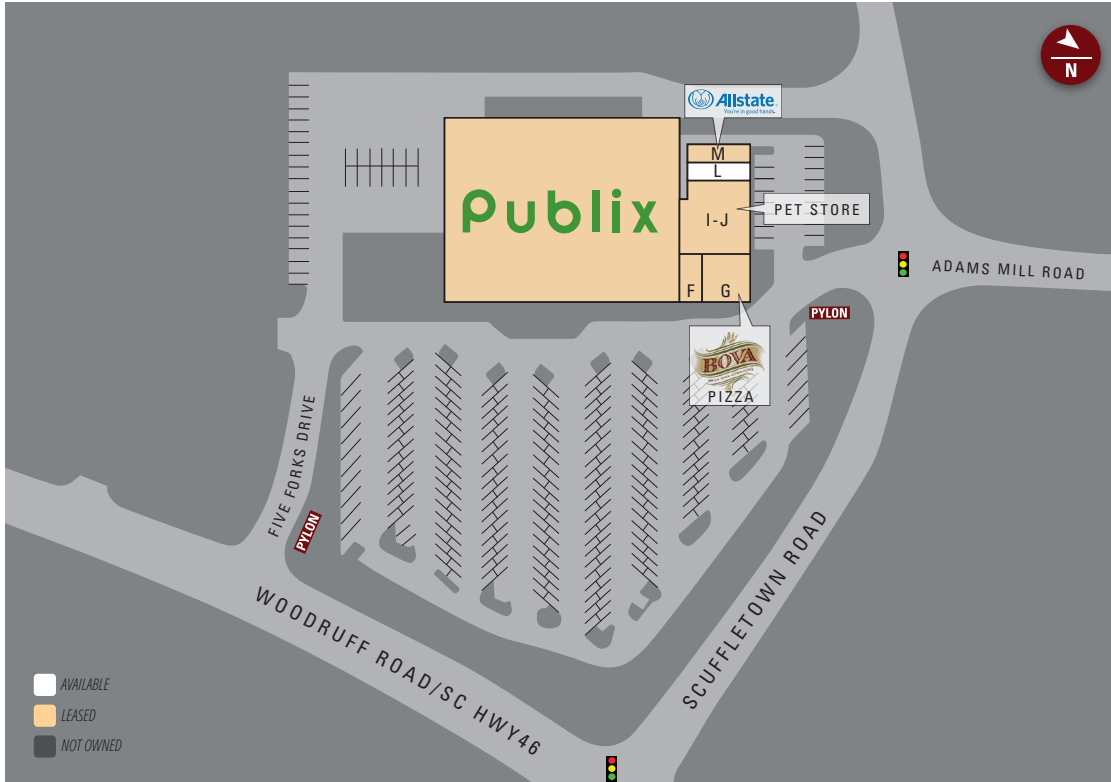 N
Allstate
You're in good hands.
M
L
Publix
I-J
PET STORE
ADAMS MILL ROAD
F
G
PYLON
BOVA
PIZZA
FIVE FORKS DRIVE
PYLON
WOODRUFF ROAD/SC HWY46
SCUFFLETOWN ROAD
AVAILABLE
LEASED
NOT OWNED